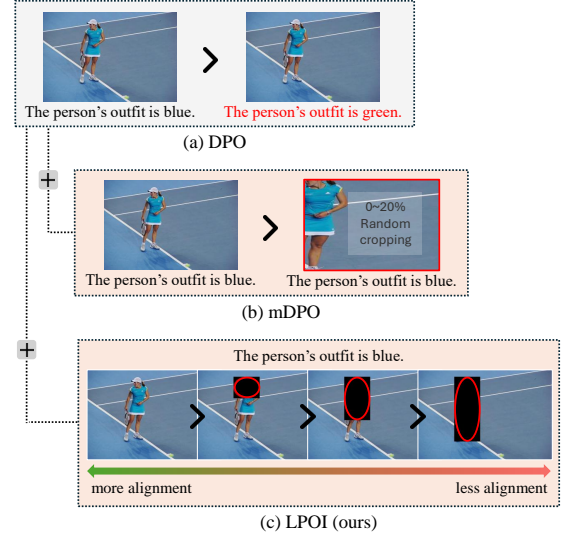 The person's outfit is blue.
The person's outfit is green.
(a) DPO
+
0~20%
Random
cropping
The person's outfit is blue.
The person's outfit is blue.
(b) mDPO
+
The person's outfit is blue.
more alignment
less alignment
(c) LPOI (ours)